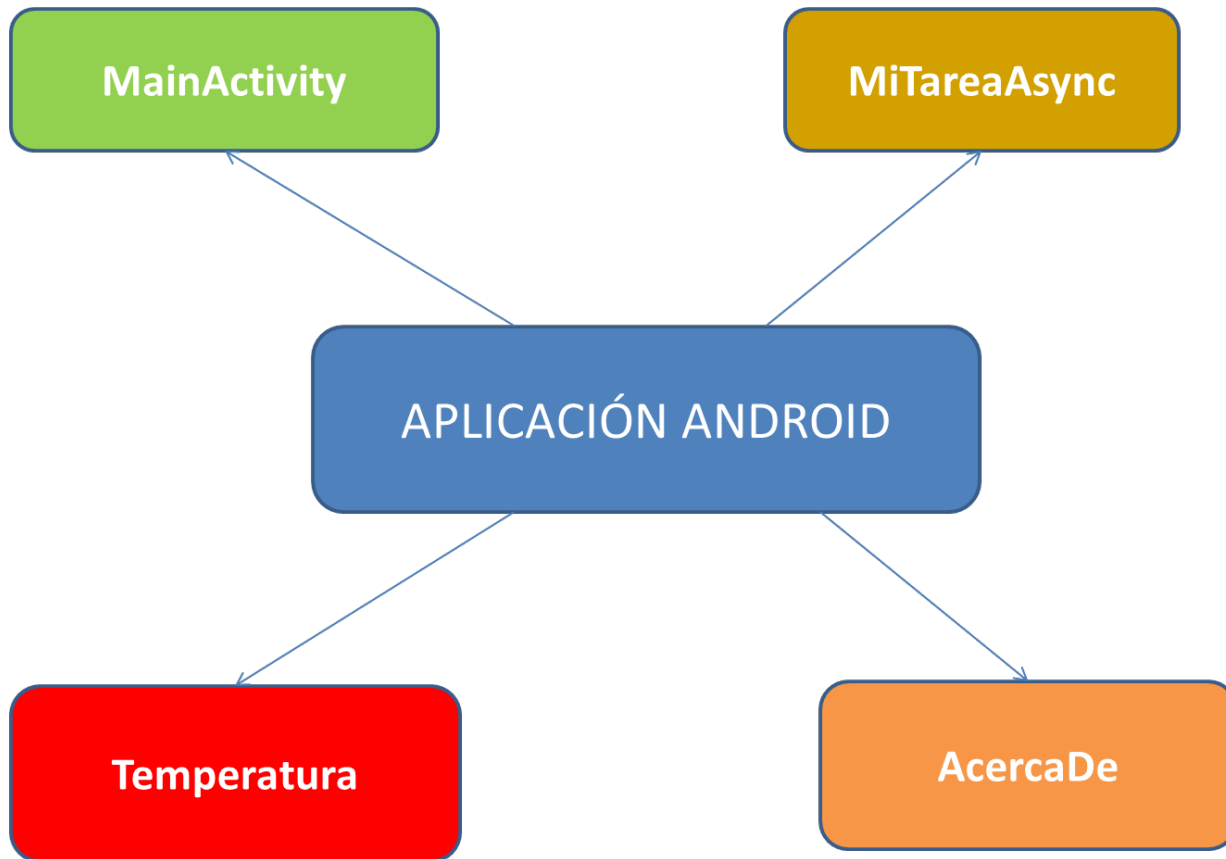 MainActivity
MiTareaAsync
APLICACIÓN ANDROID
Temperatura
AcercaDe